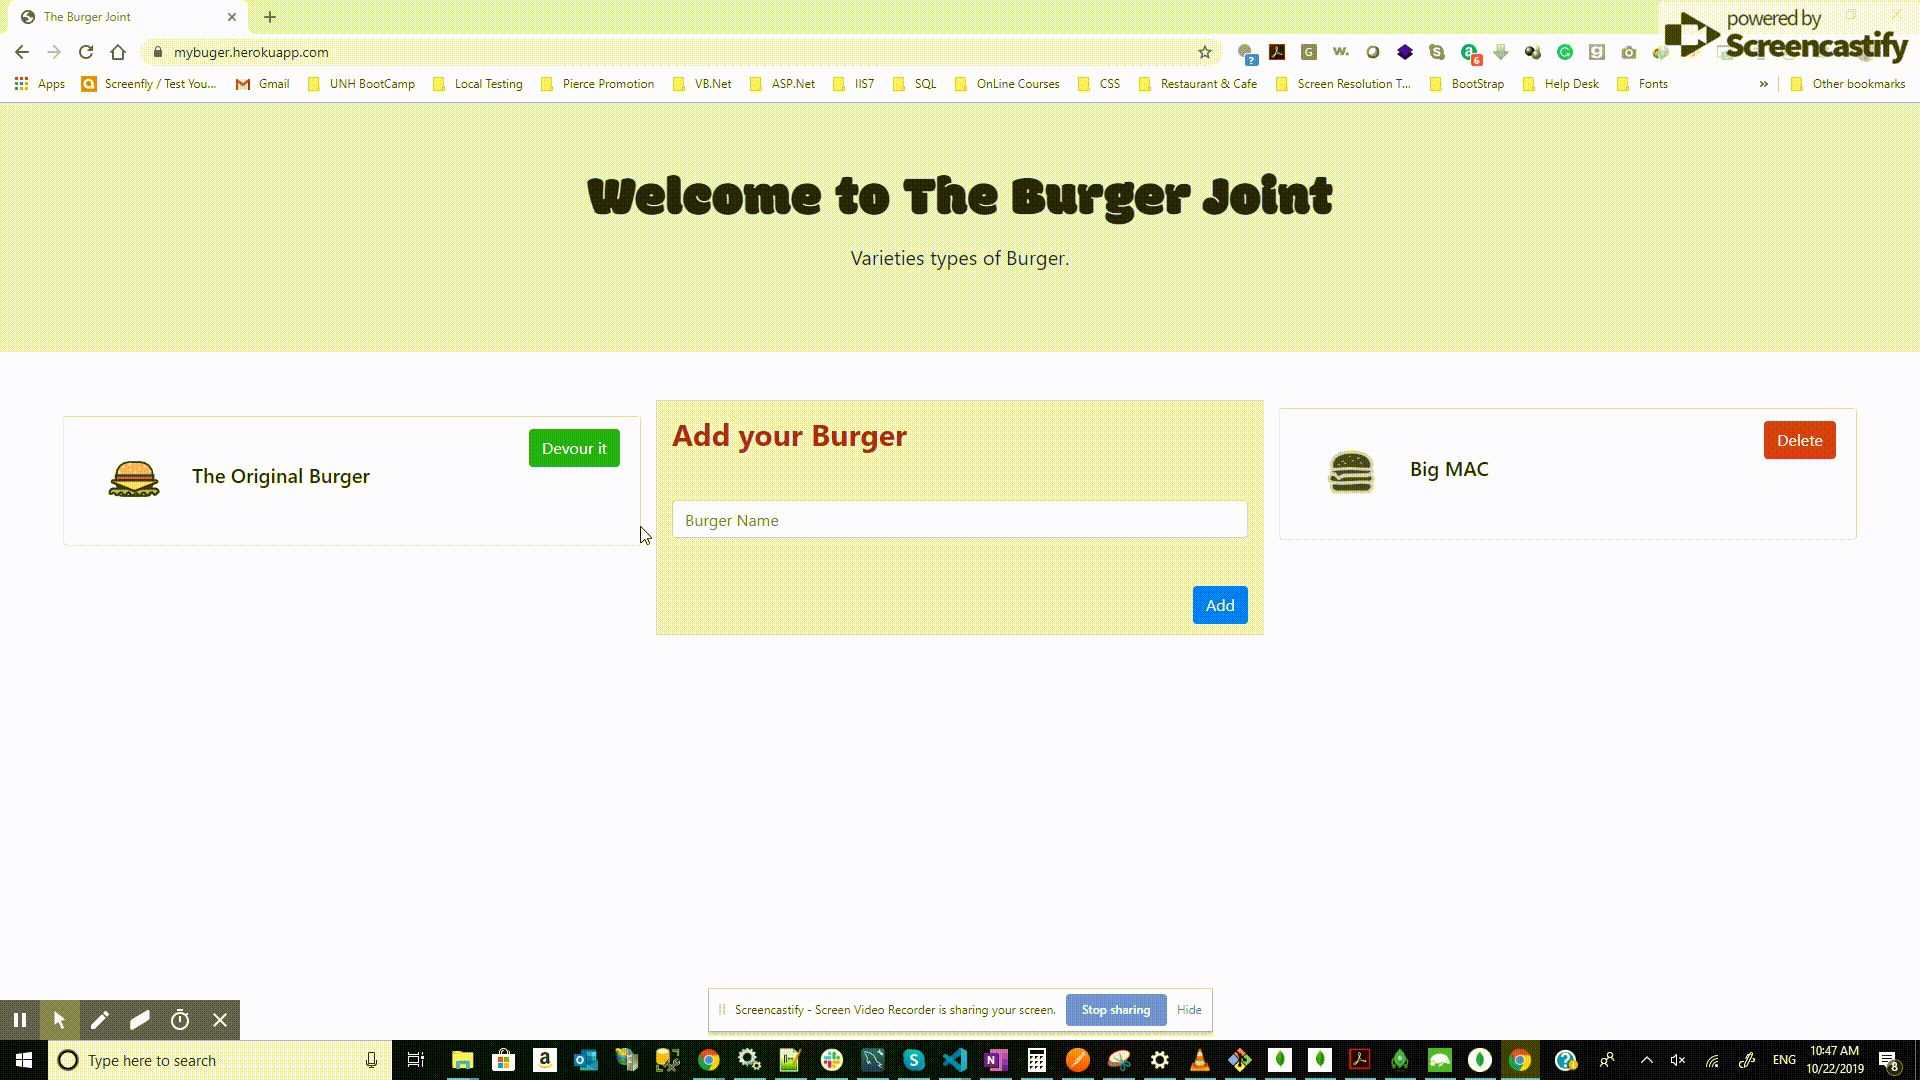 The Burger Joint
powered by
Screencastify
mybuger.herokuapp.com
Apps
Screenfly / Test You...
Gmail
UNH BootCamp
Local Testing
Pierce Promotion
VB.Net
ASP.Net
IIS7
SQL
OnLine Courses
CSS
Restaurant & Cafe
Screen Resolution T...
BootStrap
Help Desk
Fonts
»
Other bookmarks
Welcome to The Burger Joint
Varieties types of Burger.
The Original Burger
Devour it
Add your Burger
Burger Name
Add
Big MAC
Delete
Screencastify - Screen Video Recorder is sharing your screen.
Stop sharing
Hide
Type here to search
ENG
10:47 AM
10/22/2019
8